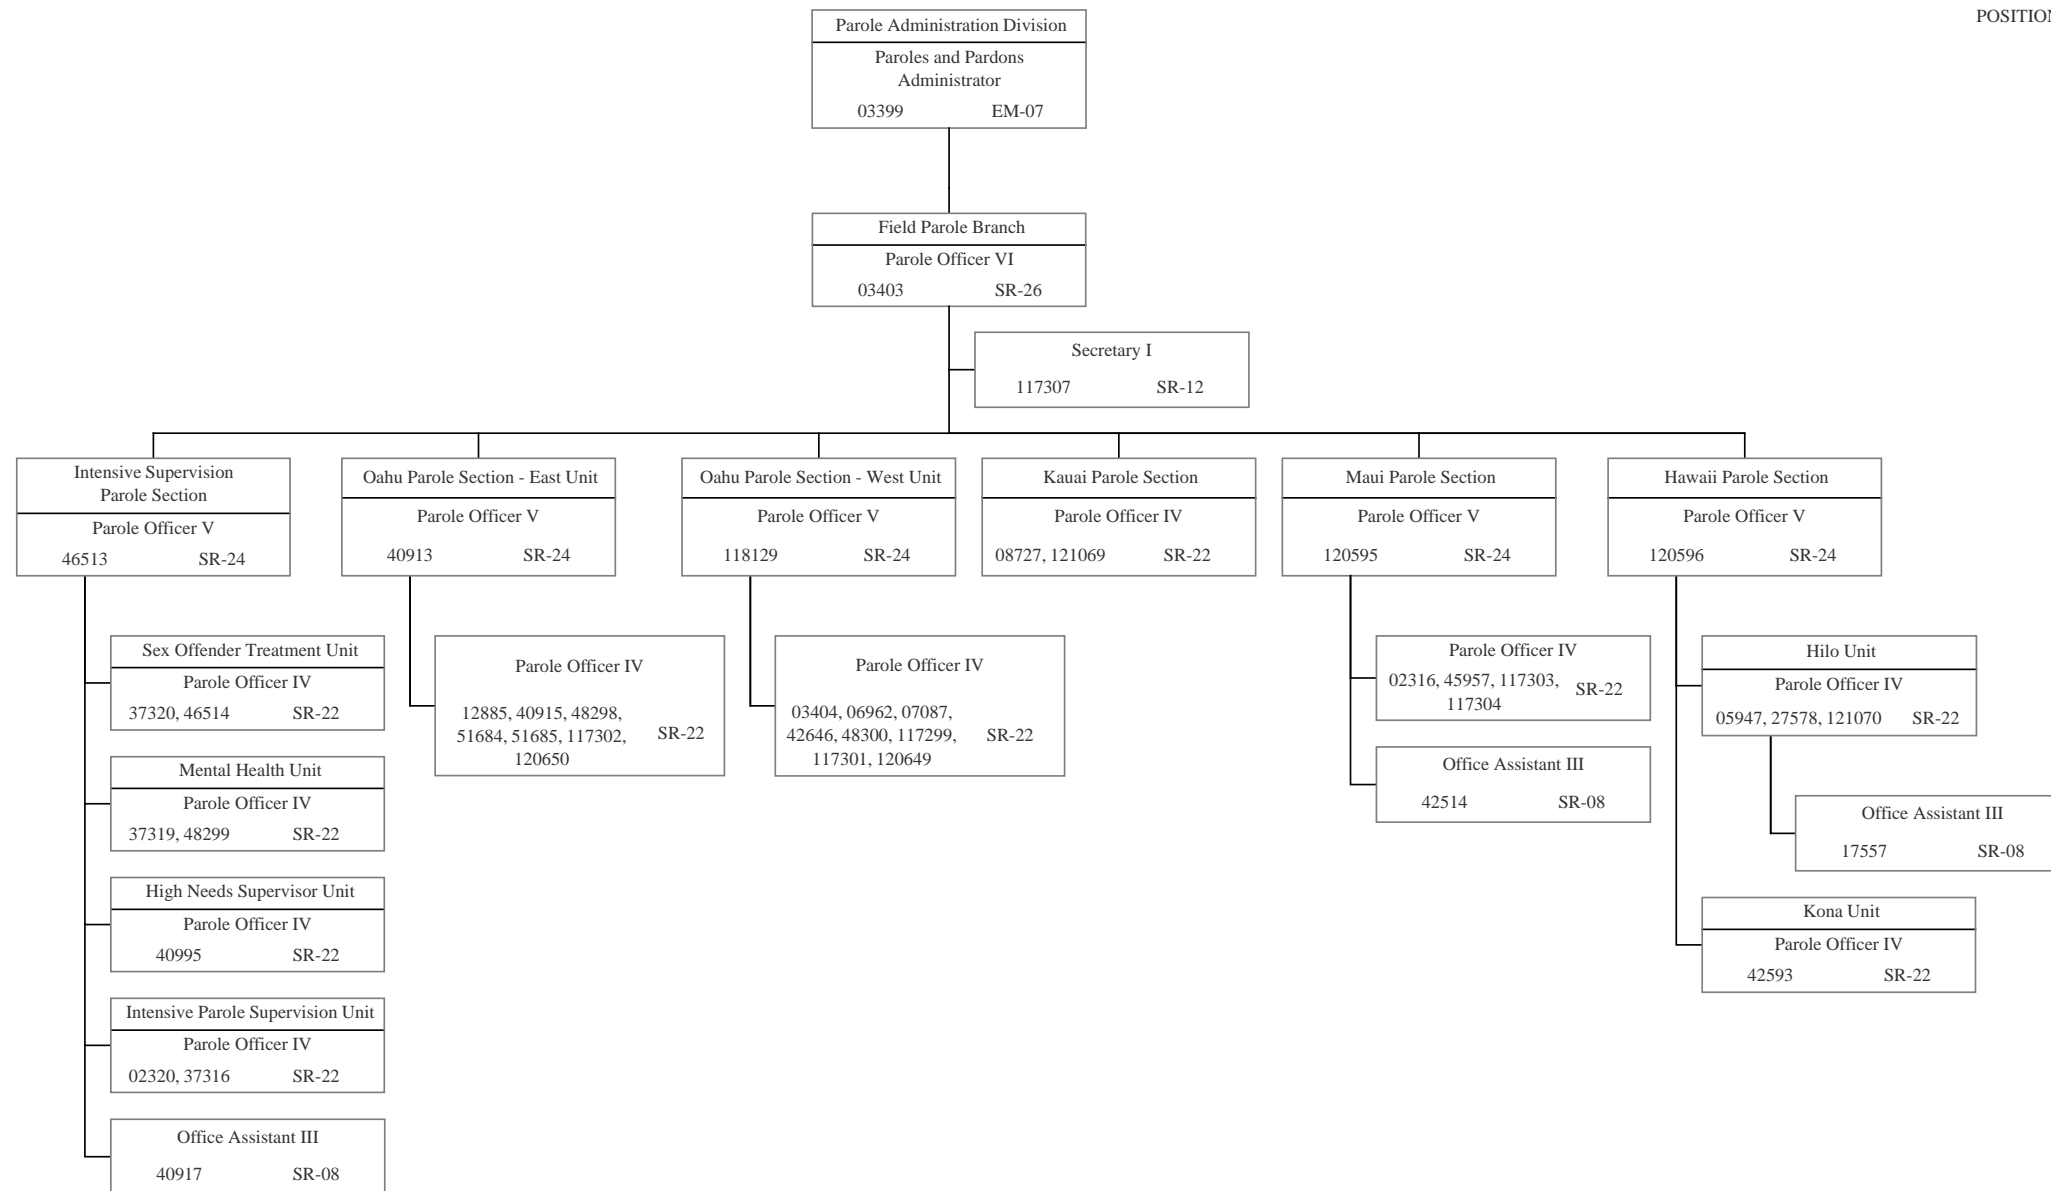 POSITION
Parole Administration Division
Paroles and Pardons
Administrator
03399 EM-07
Field Parole Branch
Parole Officer VI
03403 SR-26
Secretary I
117307 SR-12
Intensive Supervision
Parole Section
Parole Officer V
46513 SR-24
Sex Offender Treatment Unit
Parole Officer IV
37320, 46514 SR-22
Mental Health Unit
Parole Officer IV
37319, 48299 SR-22
High Needs Supervisor Unit
Parole Officer IV
40995 SR-22
Intensive Parole Supervision Unit
Parole Officer IV
02320, 37316 SR-22
Office Assistant III
40917 SR-08
Oahu Parole Section - East Unit
Parole Officer V
40913 SR-24
Parole Officer IV
12885, 40915, 48298,
51684, 51685, 117302, SR-22
120650
Oahu Parole Section - West Unit
Parole Officer V
118129 SR-24
Parole Officer IV
03404, 06962, 07087,
42646, 48300, 117299, SR-22
117301, 120649
Kauai Parole Section
Parole Officer IV
08727, 121069 SR-22
Maui Parole Section
Parole Officer V
120595 SR-24
Parole Officer IV
02316, 45957, 117303, SR-22
117304
Office Assistant III
42514 SR-08
Hawaii Parole Section
Parole Officer V
120596 SR-24
Hilo Unit
Parole Officer IV
05947, 27578, 121070 SR-22
Office Assistant III
17557 SR-08
Kona Unit
Parole Officer IV
42593 SR-22